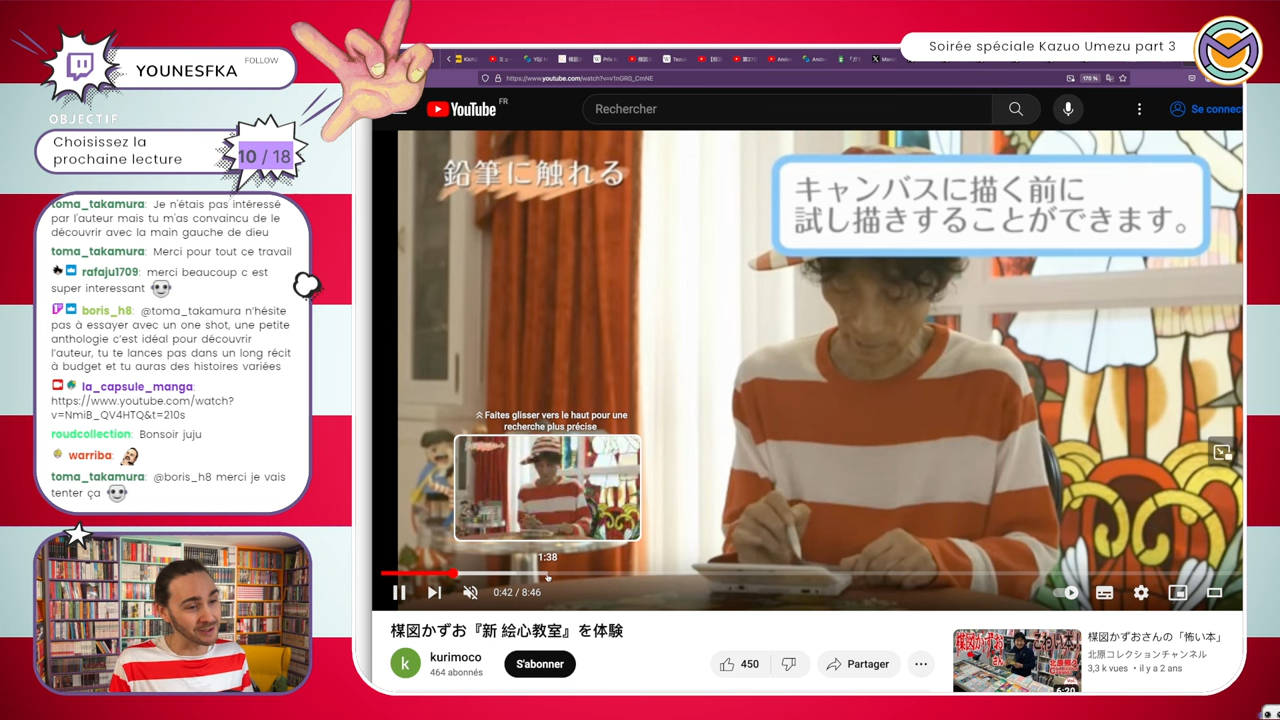 YOUNESFKA
FOLLOW
Soirée spéciale Kazuo Umezu part 3
OBJECTIF
Choisissez la
prochaine lecture
10 / 18
toma_takamura: Je n'étais pas intéressé
par l'auteur mais tu m'as convaincu de le
découvrir avec la main gauche de dieu
toma_takamura: Merci pour tout ce travail
rafaju1709: merci beaucoup c est
super interessant
boris_h8: @toma_takamura n'hésite
pas à essayer avec un one shot, une petite
anthologie c'est idéal pour découvrir
l'auteur, tu te lances pas dans un long récit
à budget et tu auras des histoires variées
la_capsule_manga:
https://www.youtube.com/watch?
v=NmiB_QV4HTQ&t=210s
roudcollection: Bonsoir juju
warriba:
toma_takamura: @boris_h8 merci je vais
tenter ça
https://www.youtube.com/watch?v=v1nGR0_CmNE
170 %
YouTube FR
Rechercher
Se connect
鉛筆に触れる
キャンバスに描く前に
試し描きすることができます。
Faites glisser vers le haut pour une
recherche plus précise
1:38
0:42 / 8:46
楳図かずお『新 絵心教室』を体験
k
kurimoco
464 abonnés
S'abonner
450
Partager
楳図かずおさんの「怖い本」
北原コレクションチャンネル
3,3 k vues • il y a 2 ans
6:20